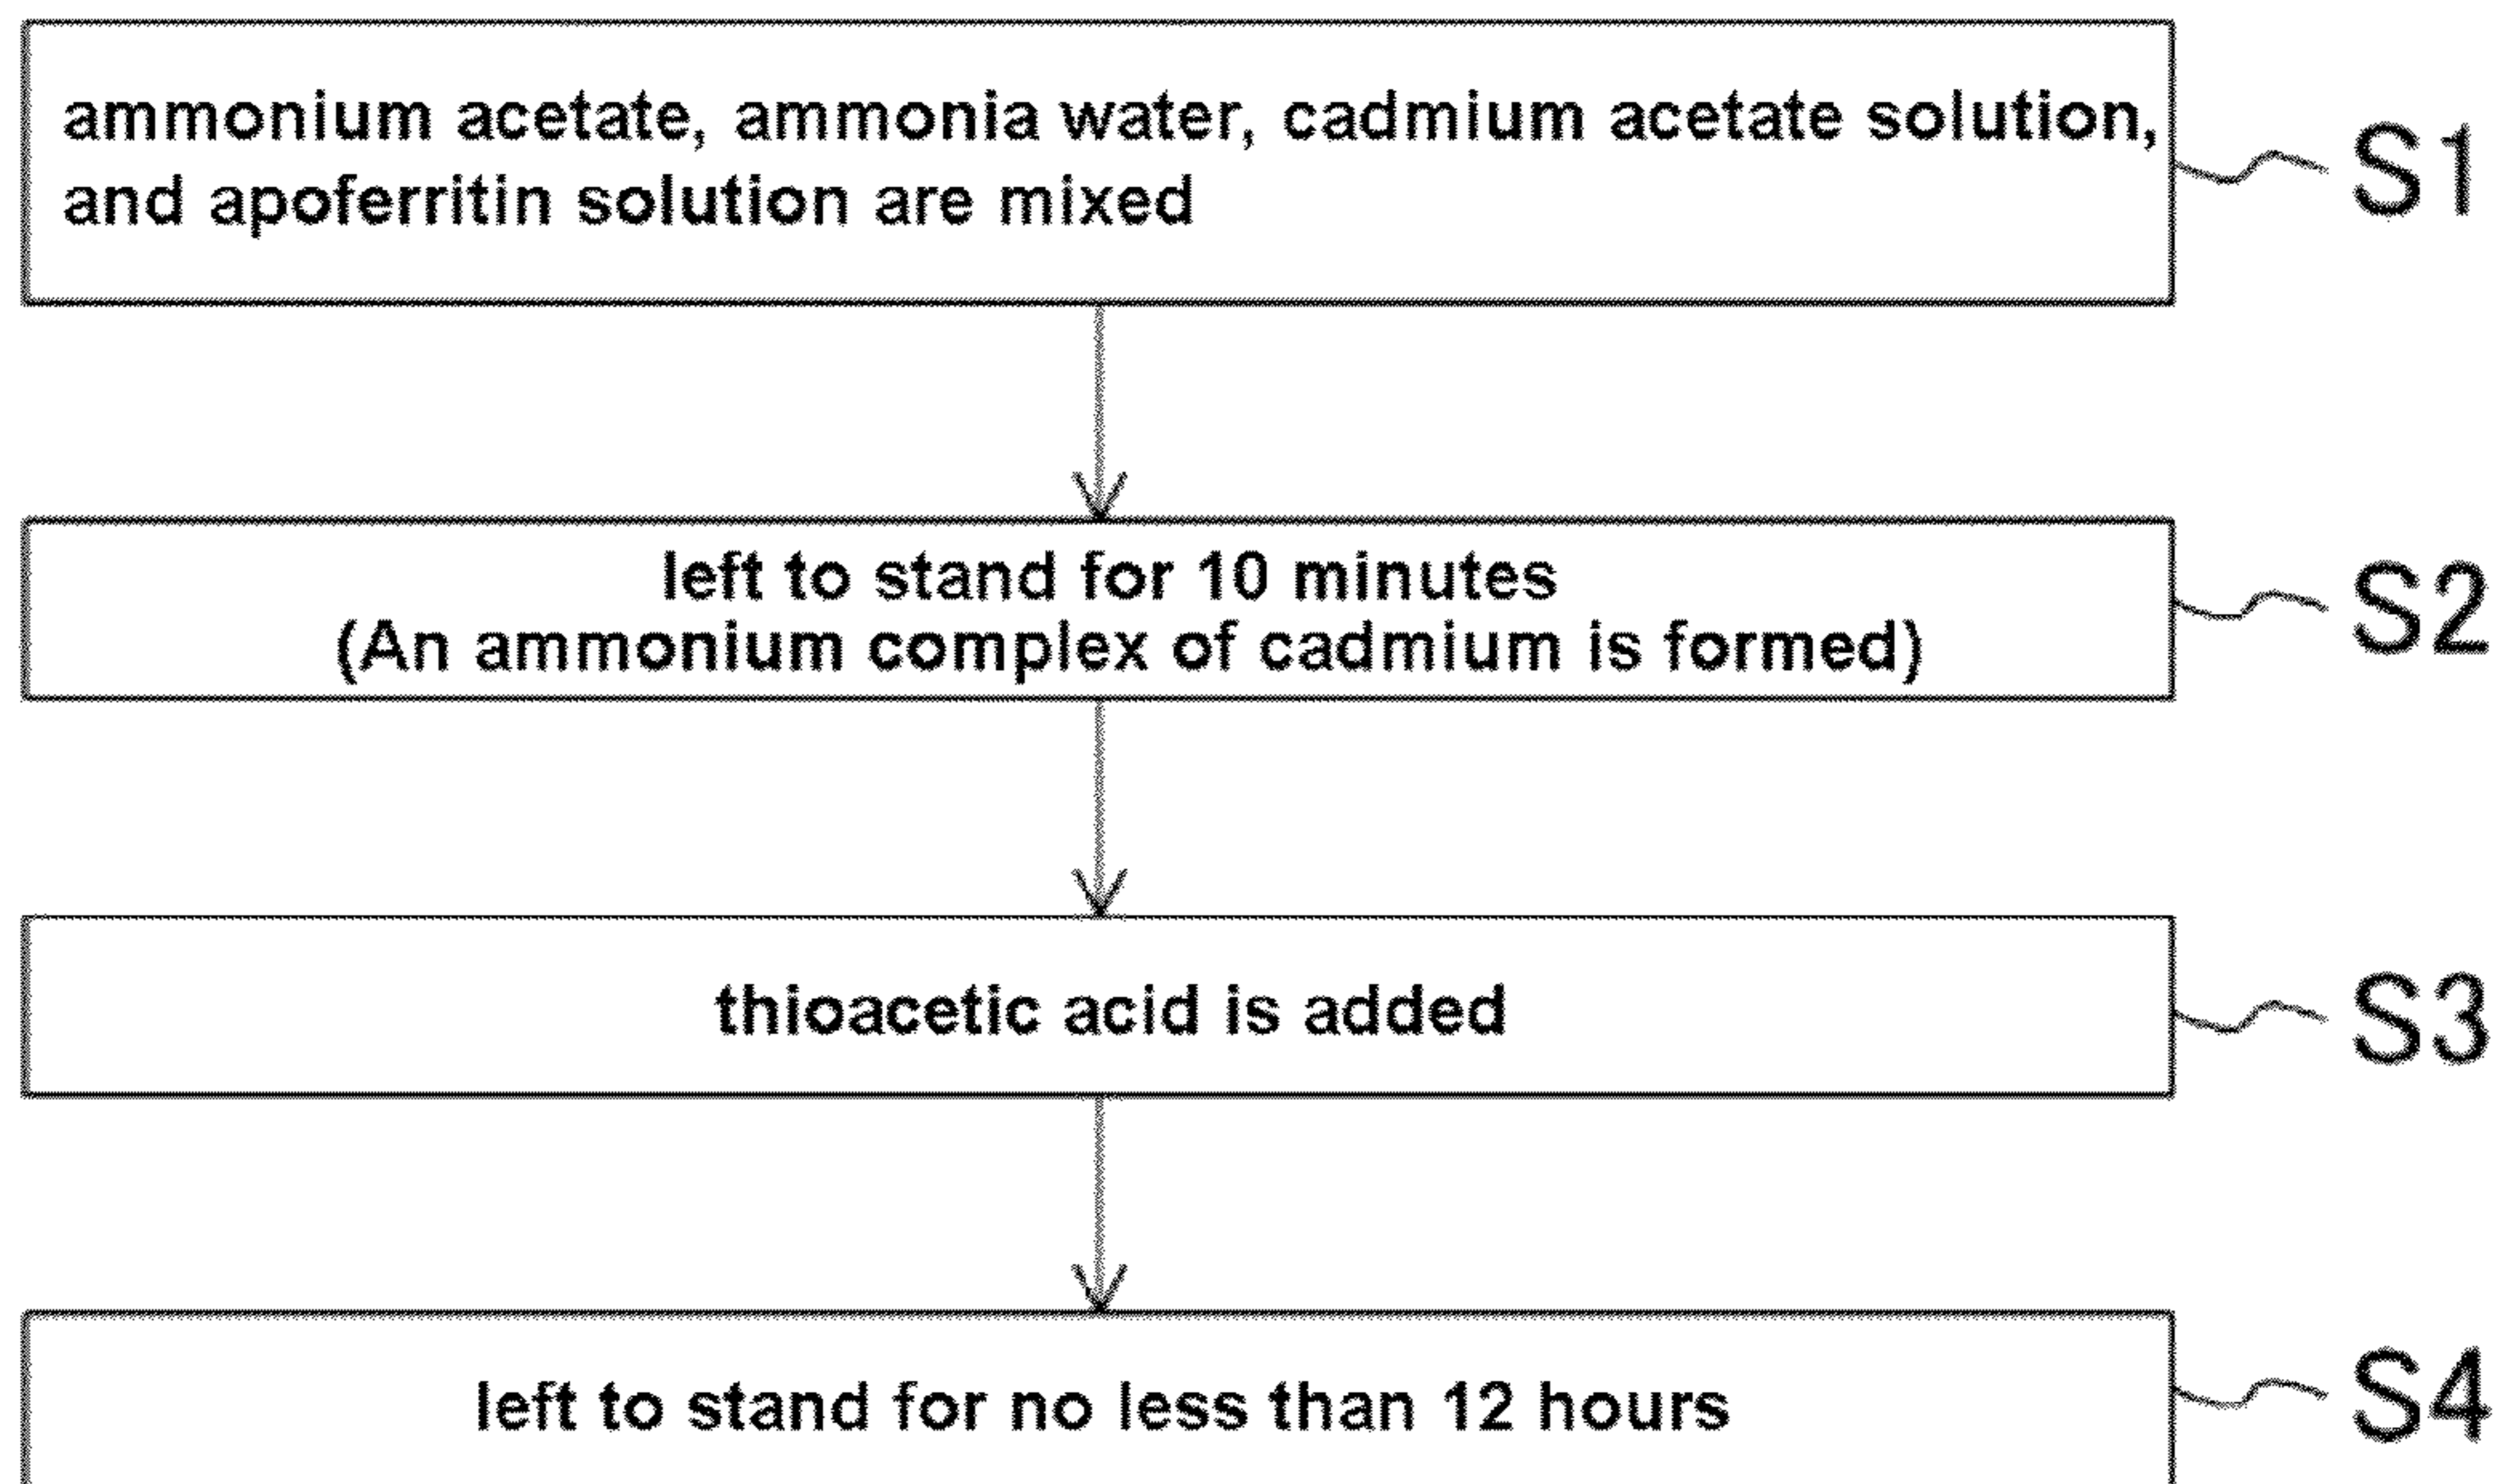 ammonium acetate, ammonia water, cadmium acetate solution,
and apoferritin solution are mixed
S1
left to stand for 10 minutes
(An ammonium complex of cadmium is formed)
S2
thioacetic acid is added
S3
left to stand for no less than 12 hours
S4